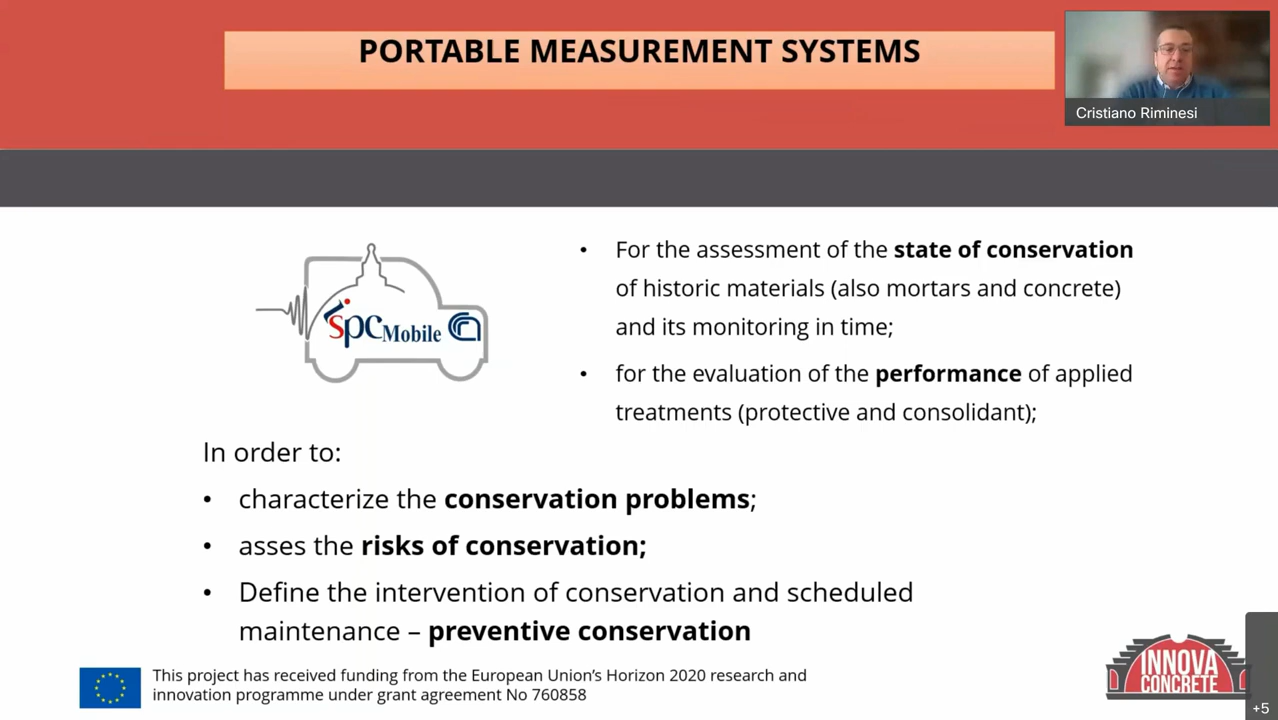 PORTABLE MEASUREMENT SYSTEMS
Cristiano Riminesi
spc Mobile
• For the assessment of the state of conservation
of historic materials (also mortars and concrete)
and its monitoring in time;
• for the evaluation of the performance of applied
treatments (protective and consolidant);
In order to:
• characterize the conservation problems;
• asses the risks of conservation;
• Define the intervention of conservation and scheduled
maintenance – preventive conservation
This project has received funding from the European Union’s Horizon 2020 research and
innovation programme under grant agreement No 760858
INNOVA
CONCRETE
+5